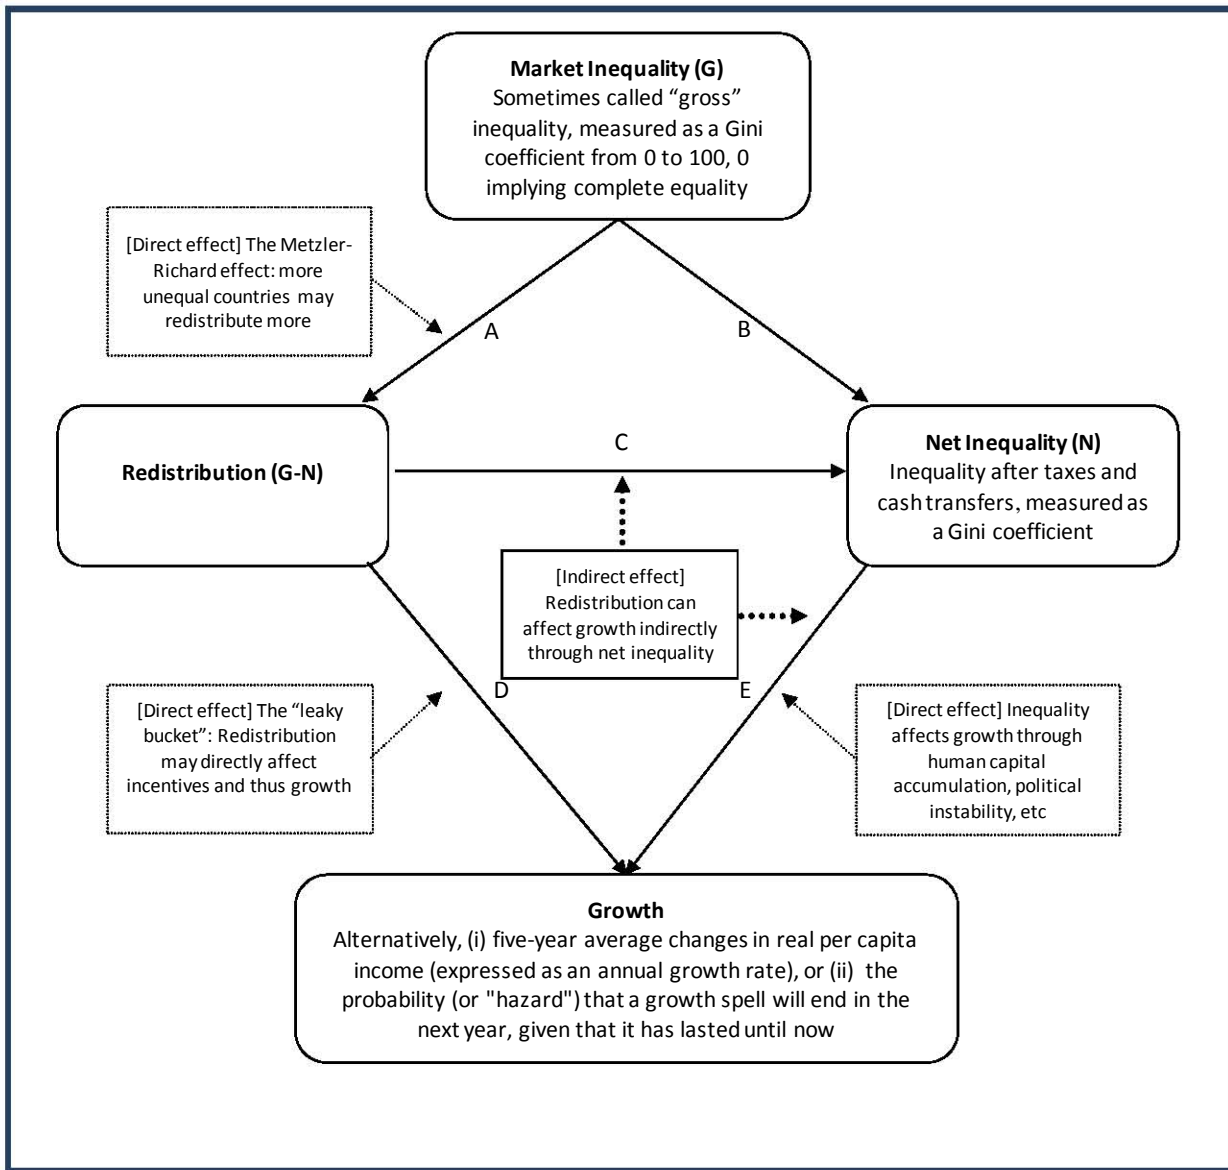 Market Inequality (G)
Sometimes called “gross”
inequality, measured as a Gini
coefficient from 0 to 100, 0
implying complete equality
[Direct effect] The Metzler-
Richard effect: more
unequal countries may
redistribute more
A
B
Redistribution (G-N)
C
Net Inequality (N)
Inequality after taxes and
cash transfers, measured as
a Gini coefficient
[Indirect effect]
Redistribution can
affect growth indirectly
through net inequality
D
E
[Direct effect] The “leaky
bucket”: Redistribution
may directly affect
incentives and thus growth
[Direct effect] Inequality
affects growth through
human capital
accumulation, political
instability, etc
Growth
Alternatively, (i) five-year average changes in real per capita
income (expressed as an annual growth rate), or (ii) the
probability (or "hazard") that a growth spell will end in the
next year, given that it has lasted until now